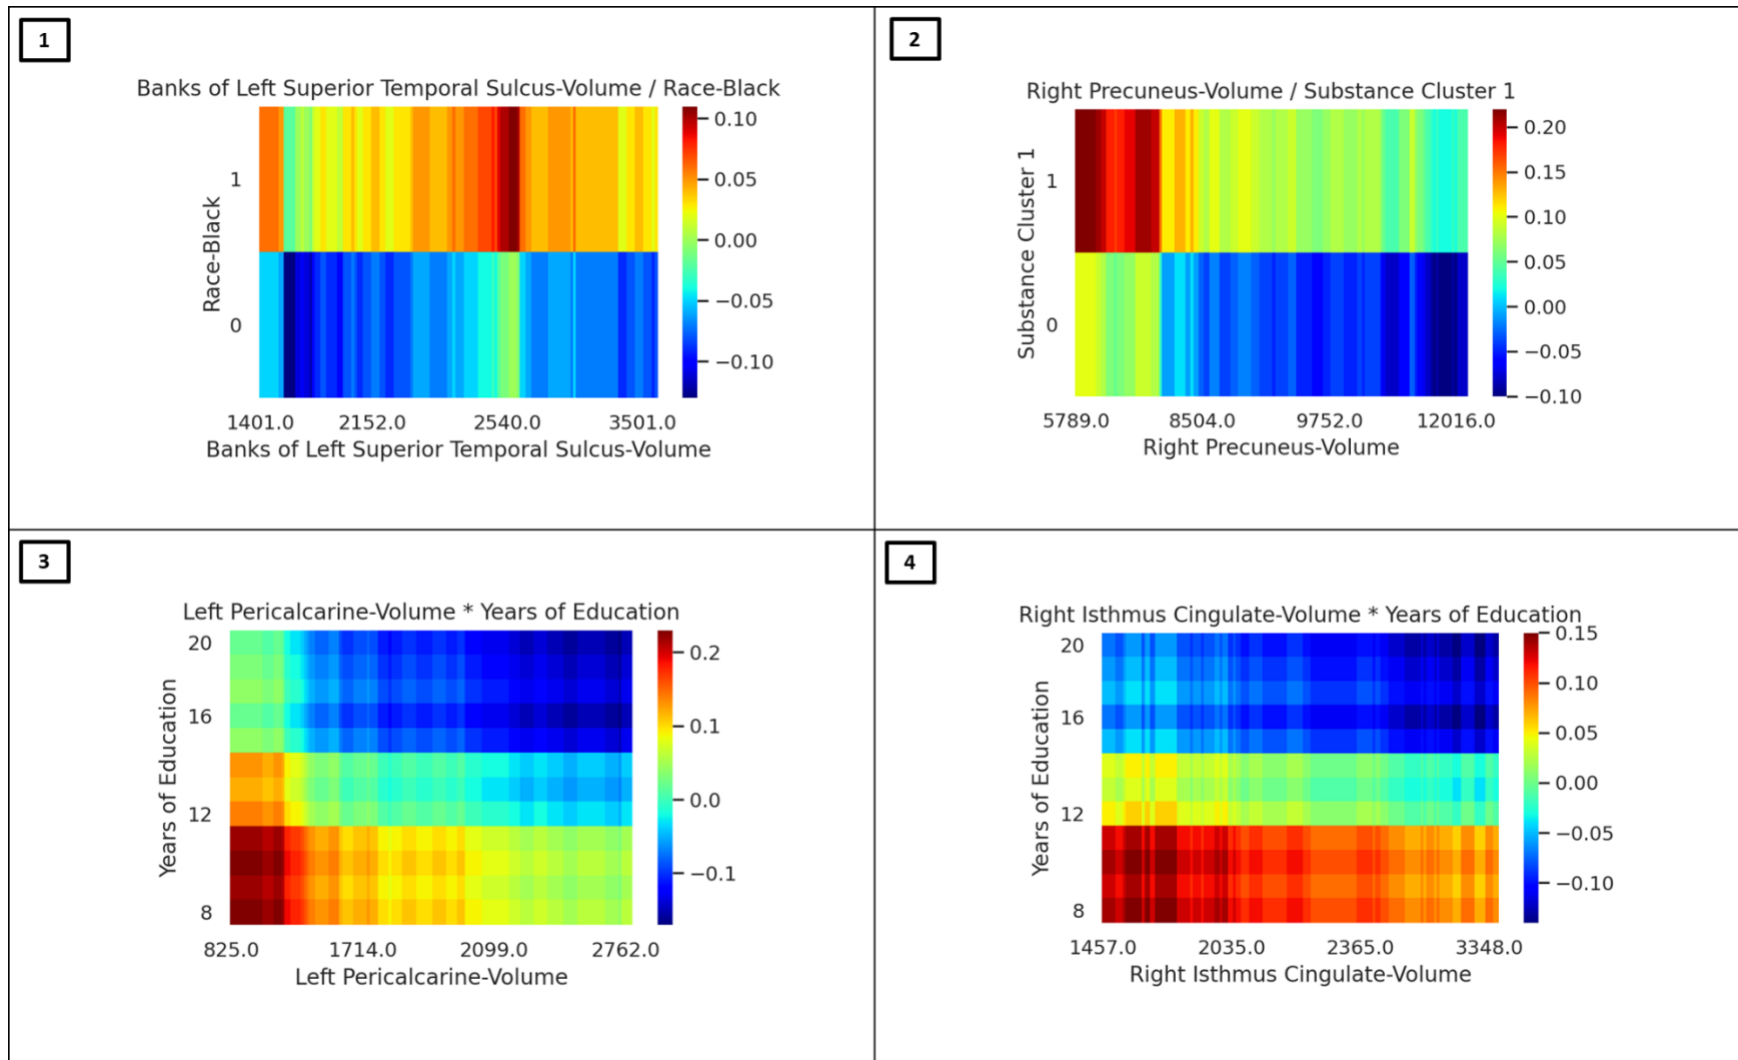 1
Banks of Left Superior Temporal Sulcus-Volume / Race-Black
0.10
0.05
0.00
−0.05
−0.10
Race-Black
1
0
1401.0 2152.0 2540.0 3501.0
Banks of Left Superior Temporal Sulcus-Volume
2
Right Precuneus-Volume / Substance Cluster 1
0.20
0.15
0.10
0.05
0.00
−0.05
−0.10
Substance Cluster 1
1
0
5789.0 8504.0 9752.0 12016.0
Right Precuneus-Volume
3
Left Pericalcarine-Volume * Years of Education
0.2
0.1
0.0
−0.1
Years of Education
20
16
12
8
825.0 1714.0 2099.0 2762.0
Left Pericalcarine-Volume
4
Right Isthmus Cingulate-Volume * Years of Education
0.15
0.10
0.05
0.00
−0.05
−0.10
Years of Education
20
16
12
8
1457.0 2035.0 2365.0 3348.0
Right Isthmus Cingulate-Volume